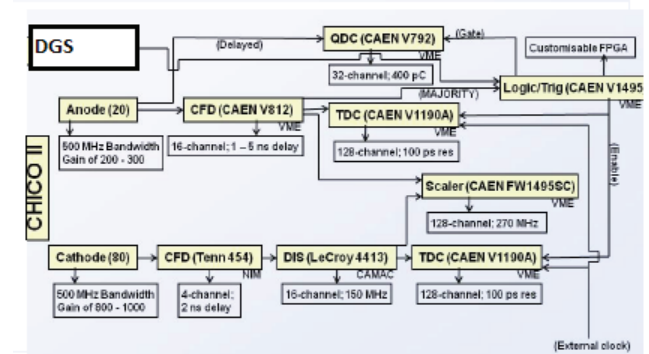 DGS
QDC (CAEN V792)
(Delayed)
VME
(Gate)
Customisable FPGA
32-channel; 400 pC
Logic/Trig (CAEN V1495
VME
(MAJORITY)
Anode (20)
CFD (CAEN V812)
VME
TDC (CAEN V1190A)
VME
500 MHz Bandwidth
Gain of 200 - 300
16-channel; 1 – 5 ns delay
128-channel; 100 ps res
(Enable)
CHICO II
Scaler (CAEN FW1495SC)
VME
128-channel; 270 MHz
Cathode (80)
CFD (Tenn 454)
NIM
DIS (LeCroy 4413)
CAMAC
TDC (CAEN V1190A)
VME
500 MHz Bandwidth
Gain of 800 - 1000
4-channel;
2 ns delay
16-channel; 150 MHz
128-channel; 100 ps res
(External clock)